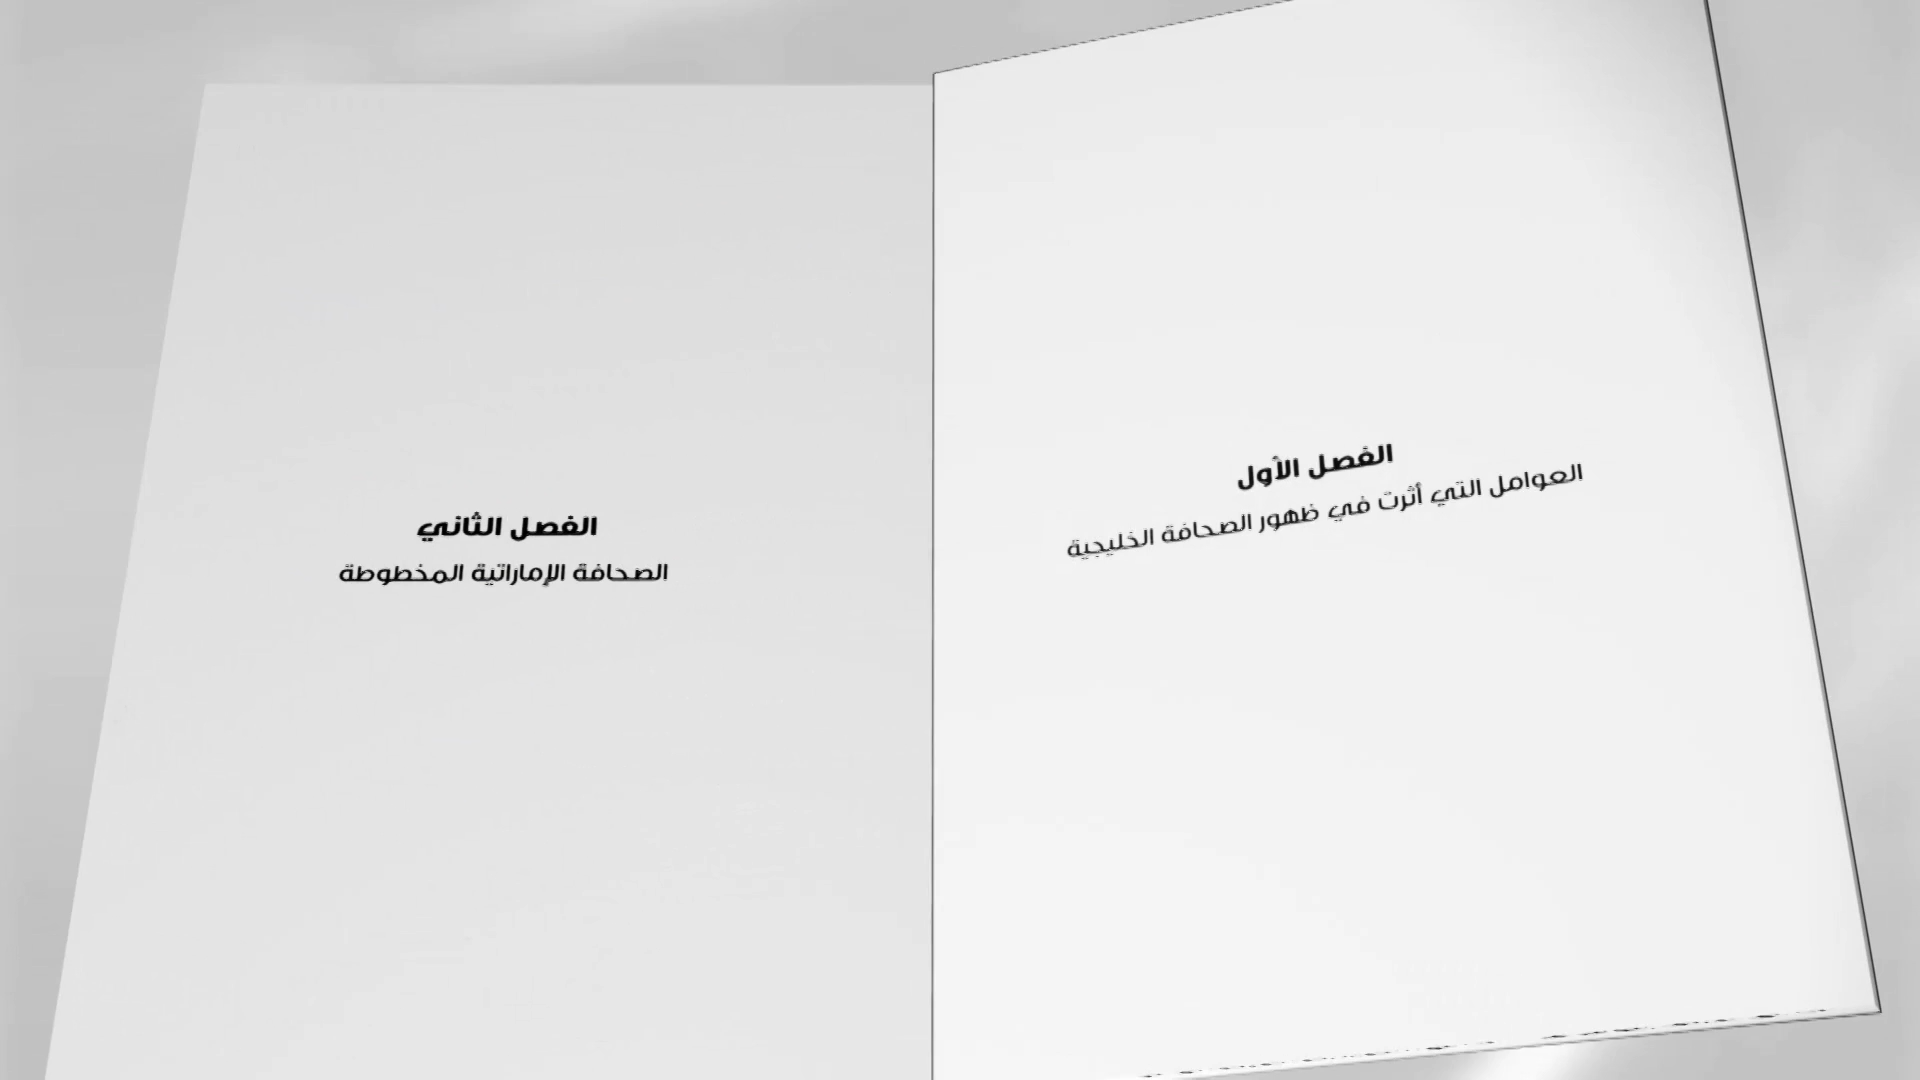 الفصل الأول
العوامل التي أثرت في ظهور الصحافة الخليجية
الفصل الثاني
الصحافة الإماراتية المخطوطة